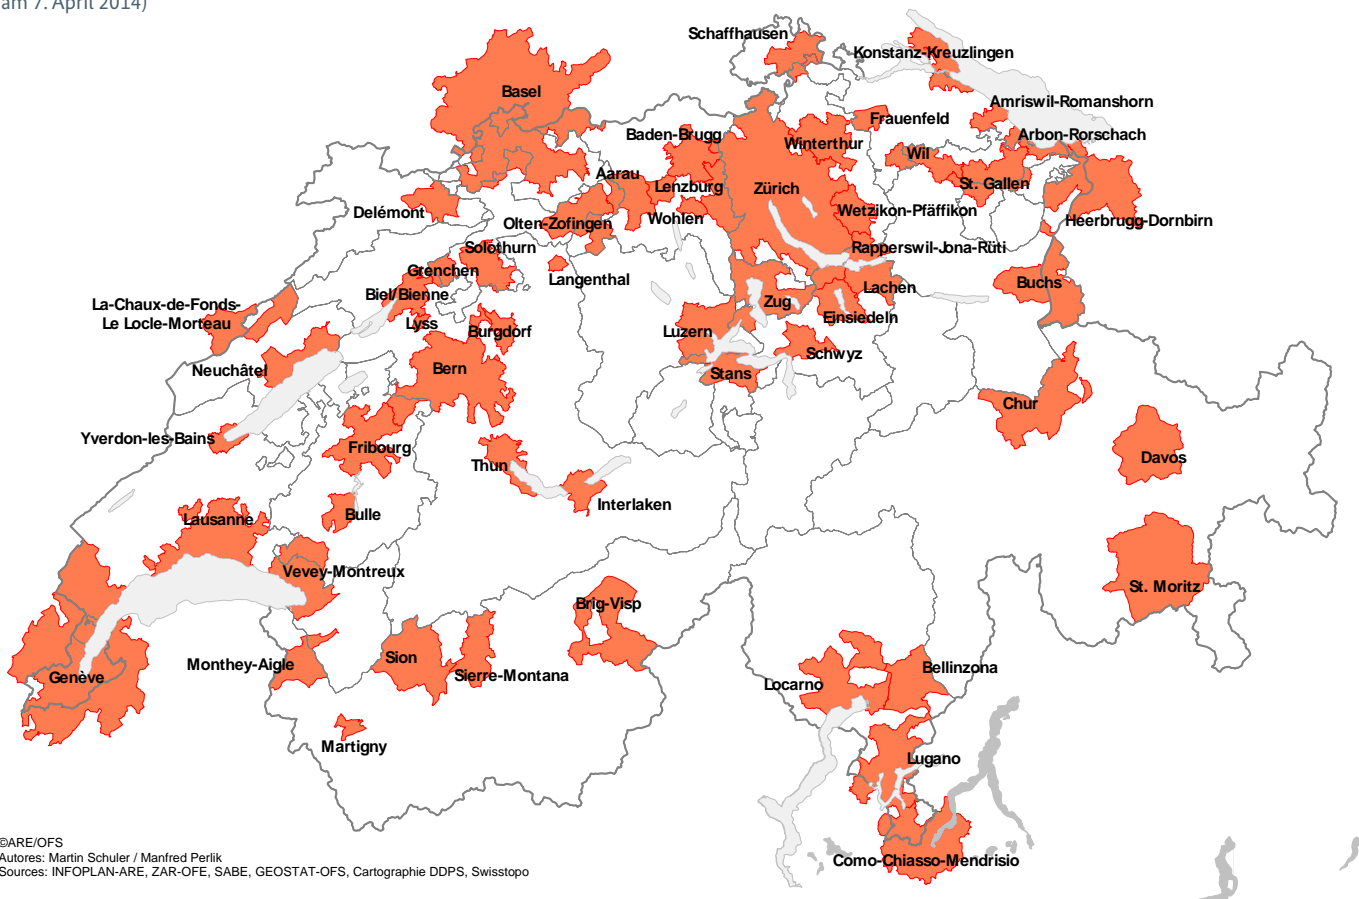 am 7. April 2014)
Schaffhausen
Konstanz-Kreuzlingen
Basel
Amriswil-Romanshorn
Frauenfeld
Baden-Brugg
Arbon-Rorschach
Winterthur
Wil
Aarau
St. Gallen
Lenzburg
Zürich
Delémont
Wetzikon-Pfäffikon
Wohlen
Heerbrugg-Dornbirn
Olten-Zofingen
Solothurn
Rapperswil-Jona-Rüti
Grenchen
Langenthal
Buchs
Lachen
Biel/Bienne
Zug
La-Chaux-de-Fonds-
Le Locle-Morteau
Einsiedeln
Lyss
Burgdorf
Luzern
Schwyz
Neuchâtel
Bern
Stans
Chur
Yverdon-les-Bains
Fribourg
Davos
Thun
Interlaken
Bulle
Lausanne
Vevey-Montreux
St. Moritz
Brig-Visp
Sion
Monthey-Aigle
Bellinzona
Sierre-Montana
Genève
Locarno
Martigny
Lugano
©ARE/OFS
Autores: Martin Schuler / Manfred Perlik
Como-Chiasso-Mendrisio
Sources: INFOPLAN-ARE, ZAR-OFE, SABE, GEOSTAT-OFS, Cartographie DDPS, Swisstopo